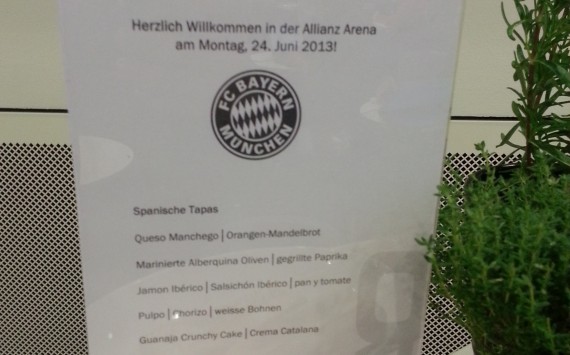 Herzlich Willkommen in der Allianz Arena
am Montag, 24. Juni 2013!
FC BAYERN
MÜNCHEN
Spanische Tapas
Queso Manchego | Orangen-Mandelbrot
Marinierte Alberquina Oliven | gegrillte Paprika
Jamon Ibérico | Salsichón Ibérico | pan y tomate
Pulpo | Chorizo | weisse Bohnen
Guanaja Crunchy Cake | Crema Catalana